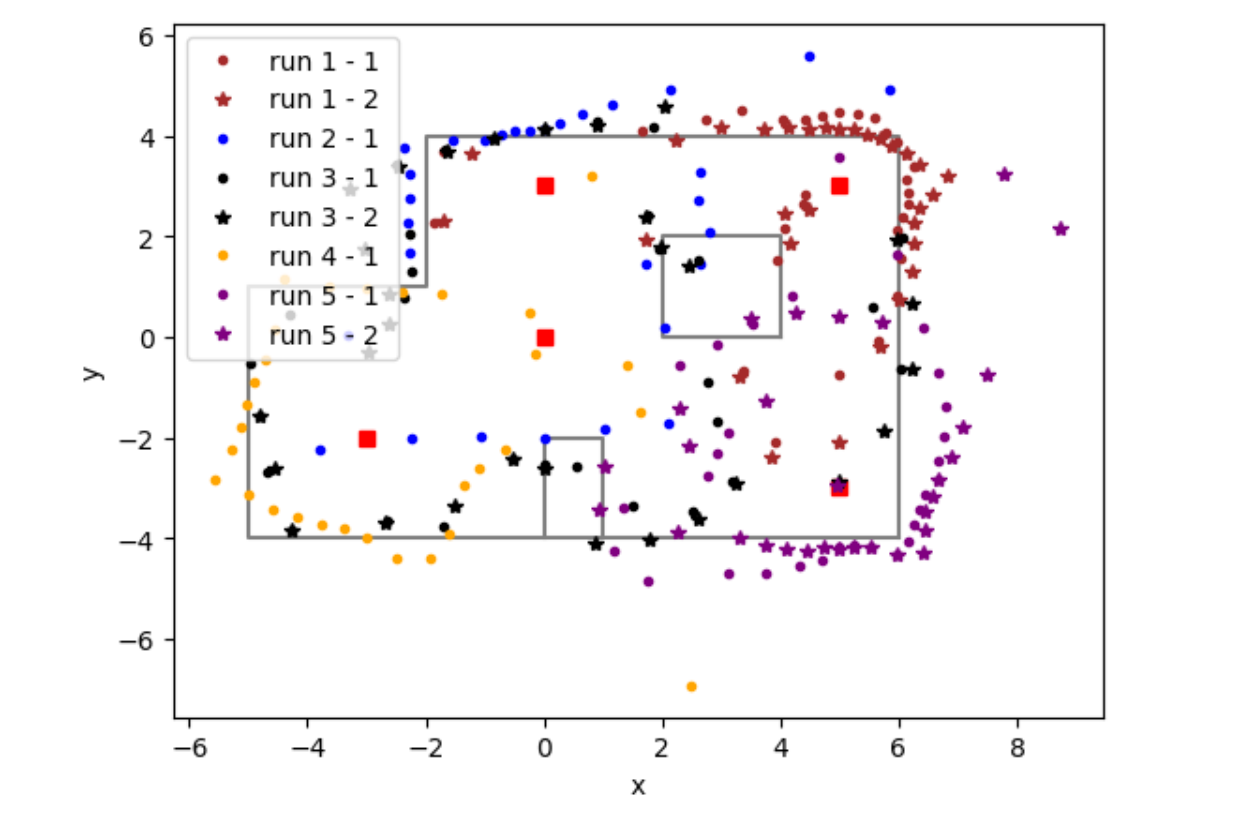 6
4
2
0
−2
−4
−6
y
run 1 - 1
run 1 - 2
run 2 - 1
run 3 - 1
run 3 - 2
run 4 - 1
run 5 - 1
run 5 - 2
−6 −4 −2 0 2 4 6 8
x